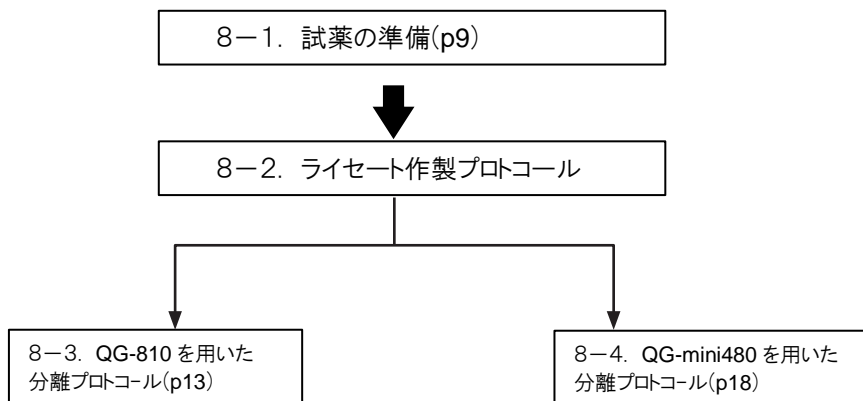 8-1. 試薬の準備(p9)
8-2. ライセート作製プロトコール
8-3. QG-810 を用いた
分離プロトコール(p13)
8-4. QG-mini480 を用いた
分離プロトコール(p18)